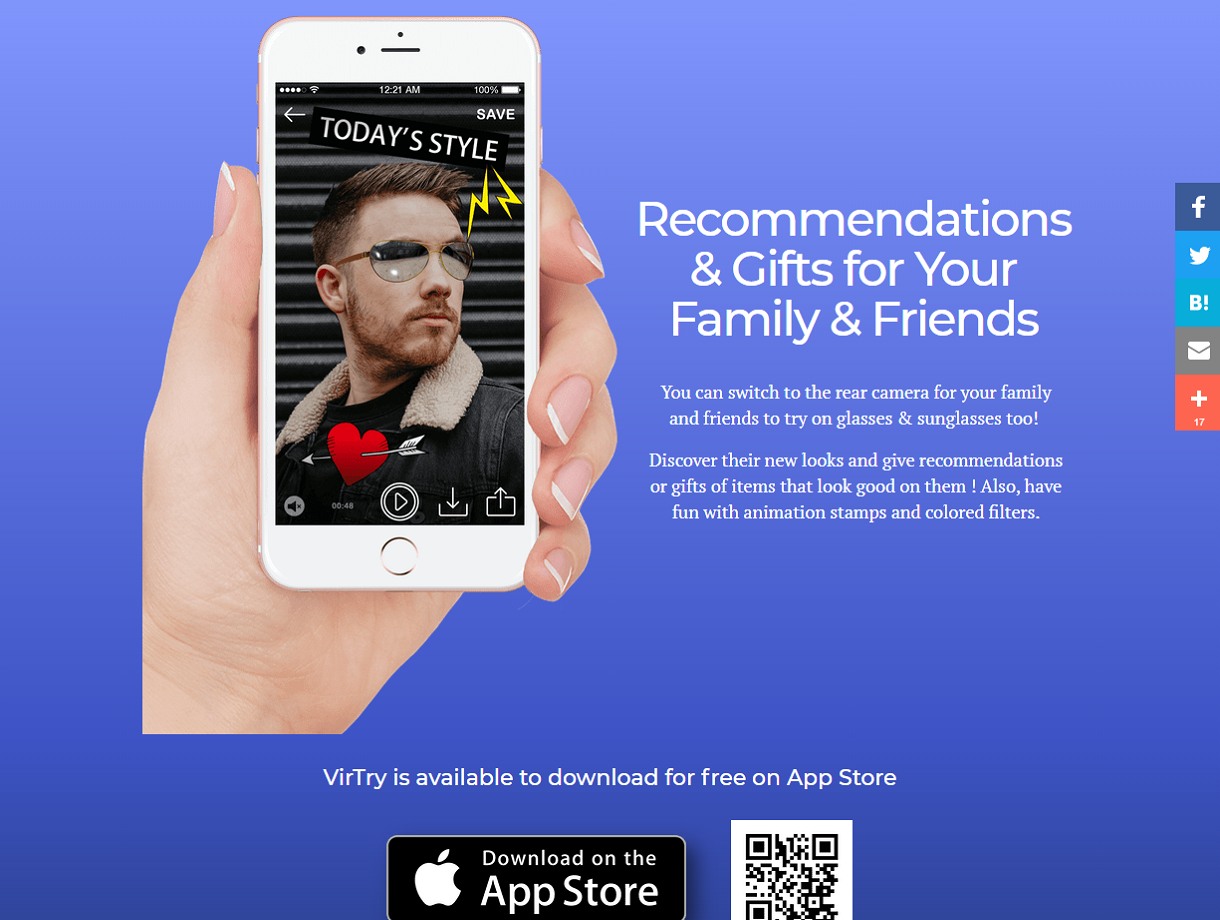 12:21 AM
100%
SAVE
TODAY'S STYLE
00:48
Recommendations
& Gifts for Your
Family & Friends
You can switch to the rear camera for your family
and friends to try on glasses & sunglasses too!
Discover their new looks and give recommendations
or gifts of items that look good on them ! Also, have
fun with animation stamps and colored filters.
f
B!
17
VirTry is available to download for free on App Store
Download on the
App Store